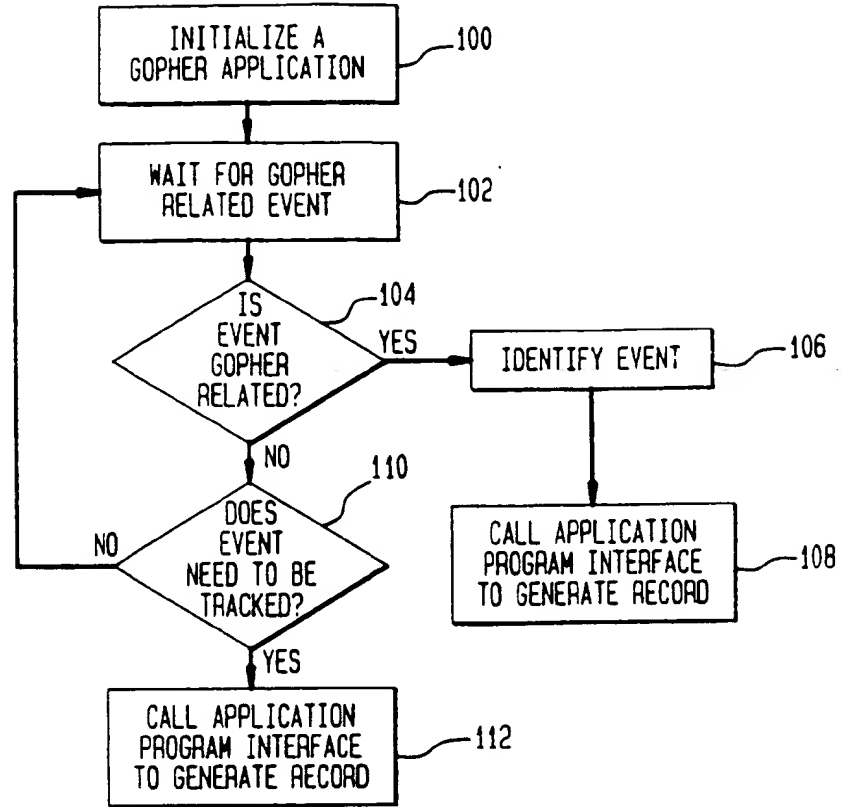 INITIALIZE A
GOPHER APPLICATION
100
WAIT FOR GOPHER
RELATED EVENT
102
IS
EVENT
GOPHER
RELATED?
104
YES
IDENTIFY EVENT
106
NO
DOES
EVENT
NEED TO BE
TRACKED?
110
NO
CALL APPLICATION
PROGRAM INTERFACE
TO GENERATE RECORD
108
YES
CALL APPLICATION
PROGRAM INTERFACE
TO GENERATE RECORD
112